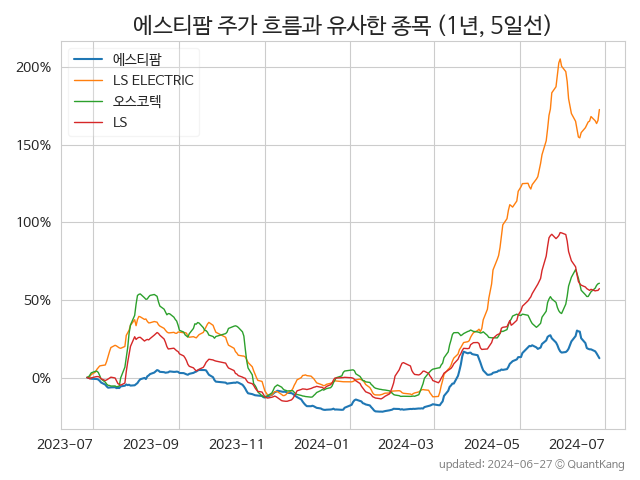 에스티팜 주가 흐름과 유사한 종목 (1년, 5일선)
에스티팜
LS ELECTRIC
오스코텍
LS
200%
150%
100%
50%
0%
2023-07 2023-09 2023-11 2024-01 2024-03 2024-05 2024-07
updated: 2024-06-27 © QuantKang